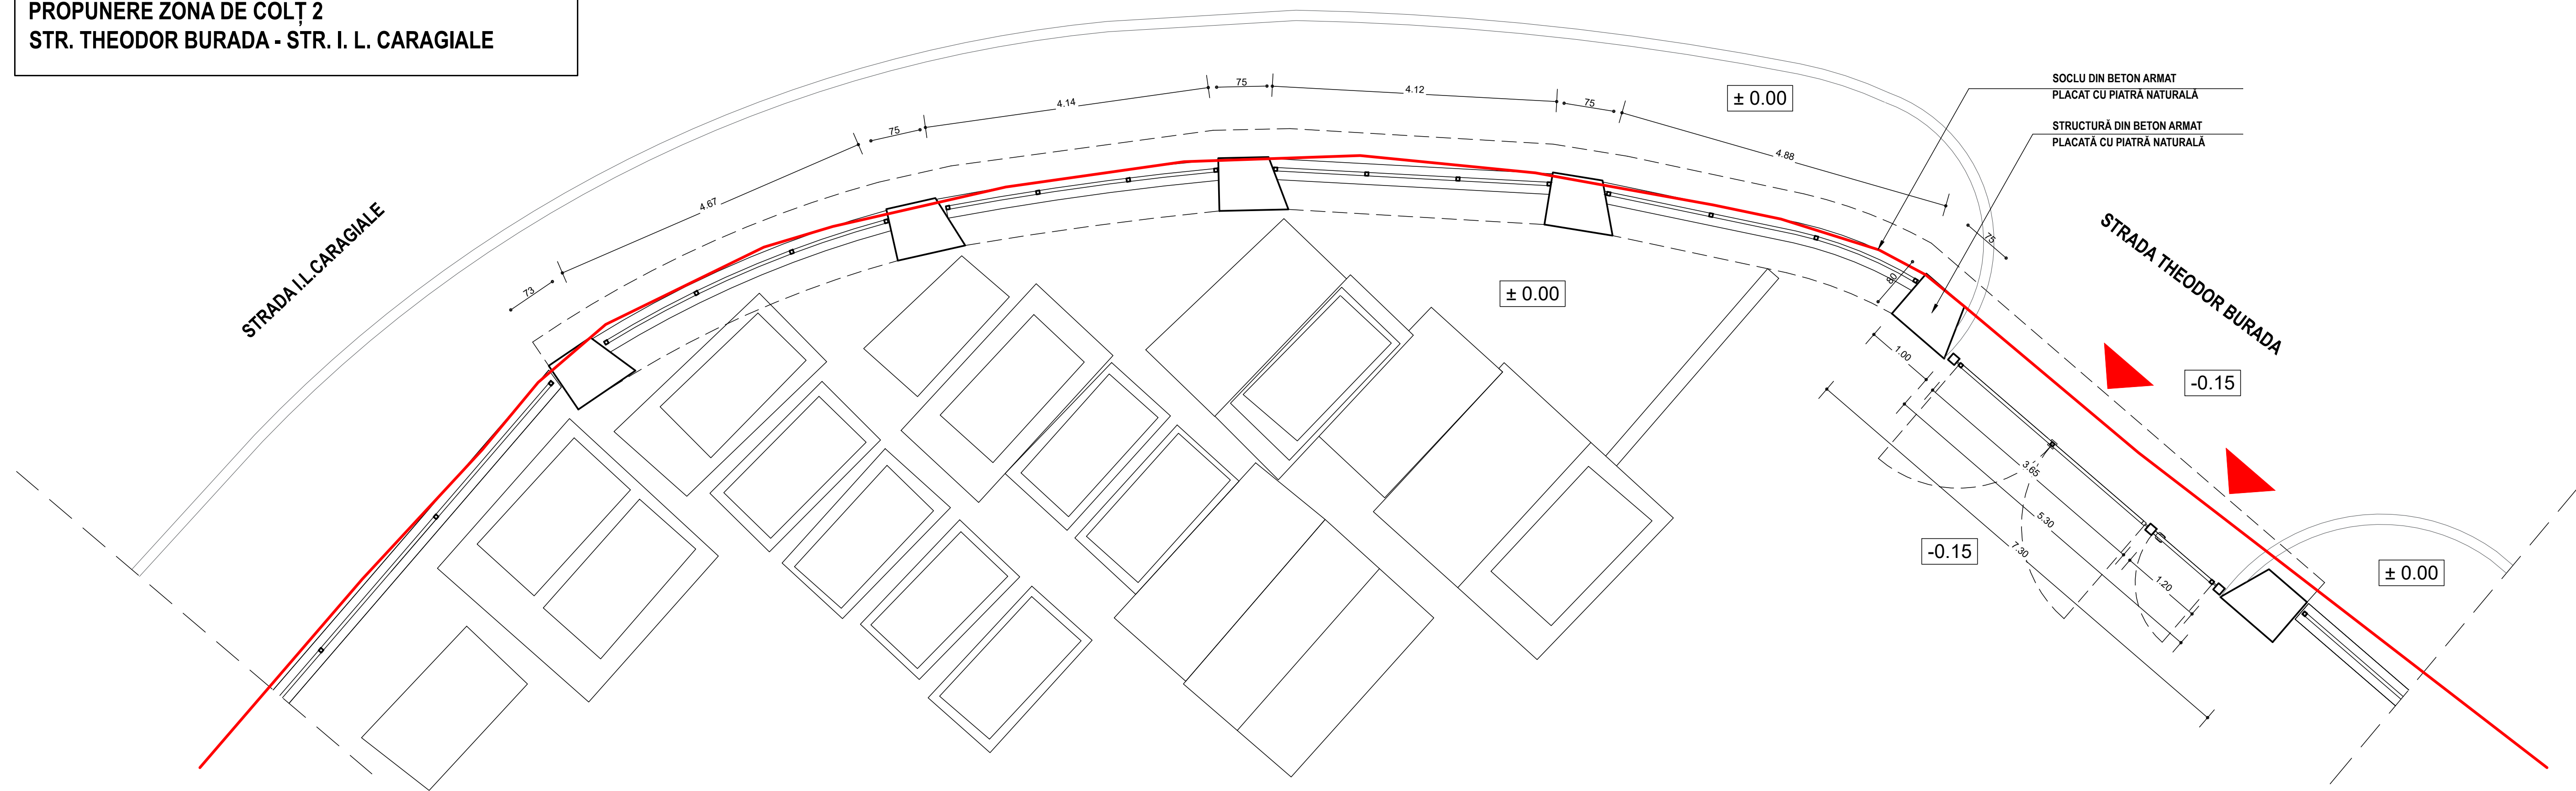 PROPUNERE ZONA DE COLȚ 2
STR. THEODOR BURADA - STR. I. L. CARAGIALE
SOCLU DIN BETON ARMAT
PLACAT CU PIATRĂ NATURALĂ
STRUCTURĂ DIN BETON ARMAT
PLACATĂ CU PIATRĂ NATURALĂ
STRADA I.L.CARAGIALE
STRADA THEODOR BURADA
73
4.67
75
4.14
75
4.12
75
4.88
75
80
± 0.00
± 0.00
-0.15
-0.15
± 0.00
1.00
3.65
5.30
7.30
1.20